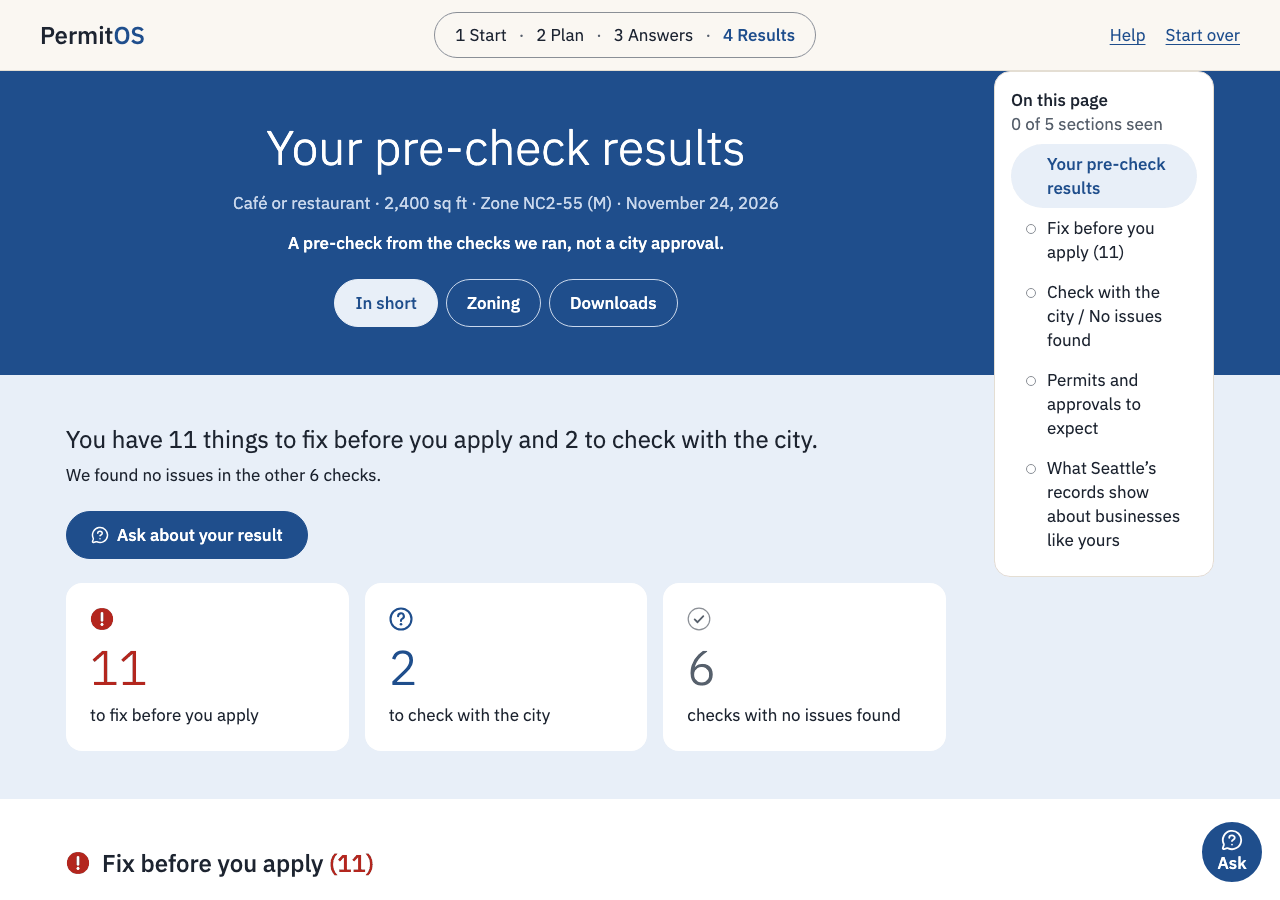 PermitOS
1 Start · 2 Plan · 3 Answers · 4 Results
Help
Start over
Your pre-check results
Café or restaurant · 2,400 sq ft · Zone NC2-55 (M) · November 24, 2026
A pre-check from the checks we ran, not a city approval.
In short
Zoning
Downloads
On this page
0 of 5 sections seen
Your pre-check
results
Fix before you
apply (11)
Check with the
city / No issues
found
Permits and
approvals to
expect
What Seattle’s
records show
about businesses
like yours
You have 11 things to fix before you apply and 2 to check with the city.
We found no issues in the other 6 checks.
Ask about your result
11
to fix before you apply
2
to check with the city
6
checks with no issues found
Fix before you apply (11)
Ask